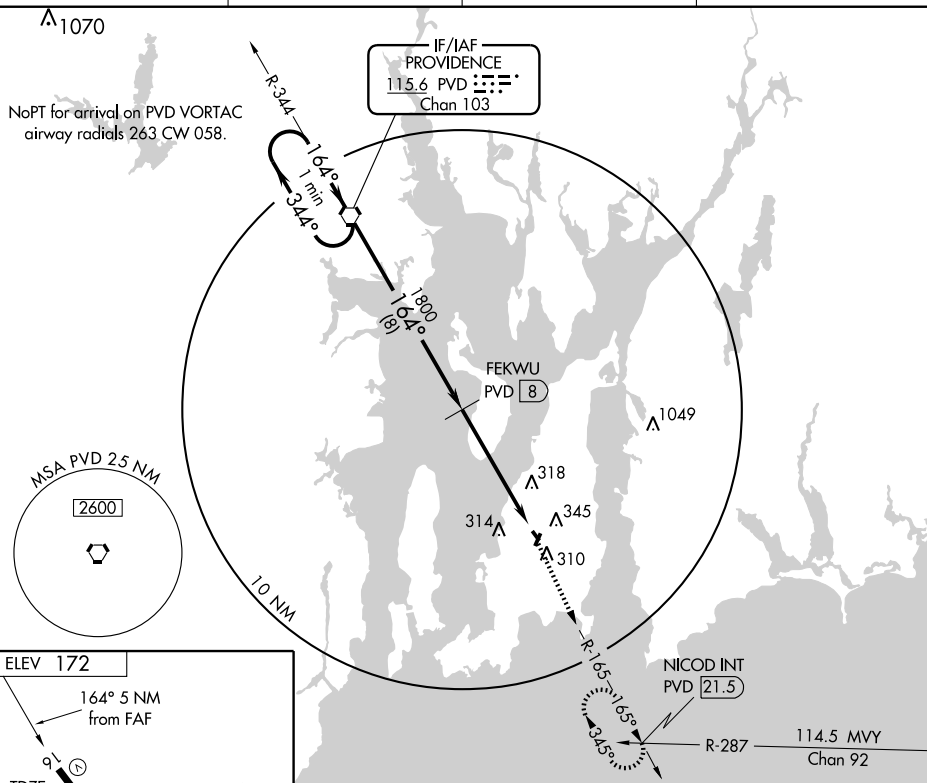 1070
IF/IAF
PROVIDENCE
115.6 PVD
Chan 103
R-344
NoPT for arrival on PVD VORTAC
airway radials 263 CW 058.
164°
1 min
344°
1800
164°
(8)
FEKWU
PVD 8
1049
318
345
314
310
MSA PVD 25 NM
2600
10 NM
R-165
165°
345°
NICOD INT
PVD 21.5
R-287
114.5 MVY
Chan 92
ELEV 172
164° 5 NM
from FAF
16
V
TDZE